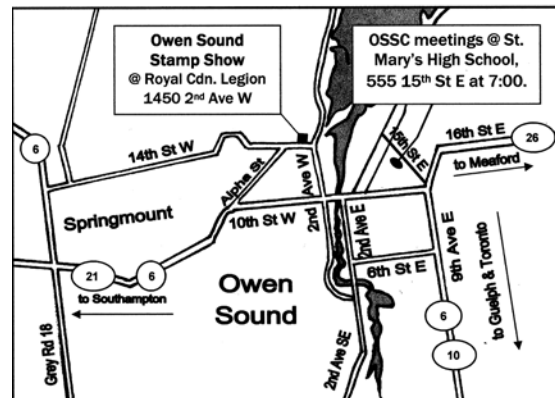 Owen Sound
Stamp Show
@ Royal Cdn. Legion
1450 2nd Ave W
OSSC meetings @ St.
Mary's High School,
555 15th St E at 7:00.
6
14th St W
Alpha St
Ave W
2nd
15th St E
16th St E
26
to Meaford
Springmount
10th St W
2nd Ave E
6th St E
9th Ave E
to Guelph & Toronto
21
6
to Southampton
Owen
Sound
Grey Rd 18
2nd Ave SE
6
10